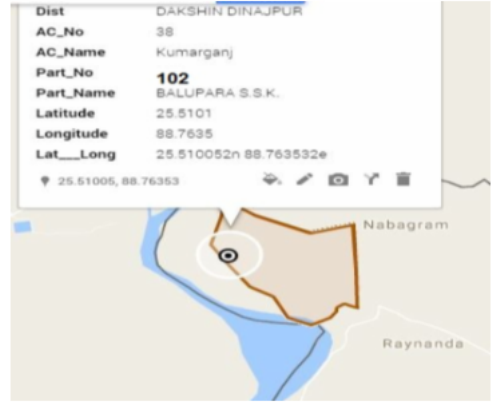 Dist DAKSHIN DINAJPUR
AC_No 38
AC_Name Kumarganj
Part_No 102
Part_Name BALUPARA S.S.K.
Latitude 25.5101
Longitude 88.7635
Lat___Long 25.510052n 88.763532e
25.51005, 88.76353
Nabagram
Raynanda